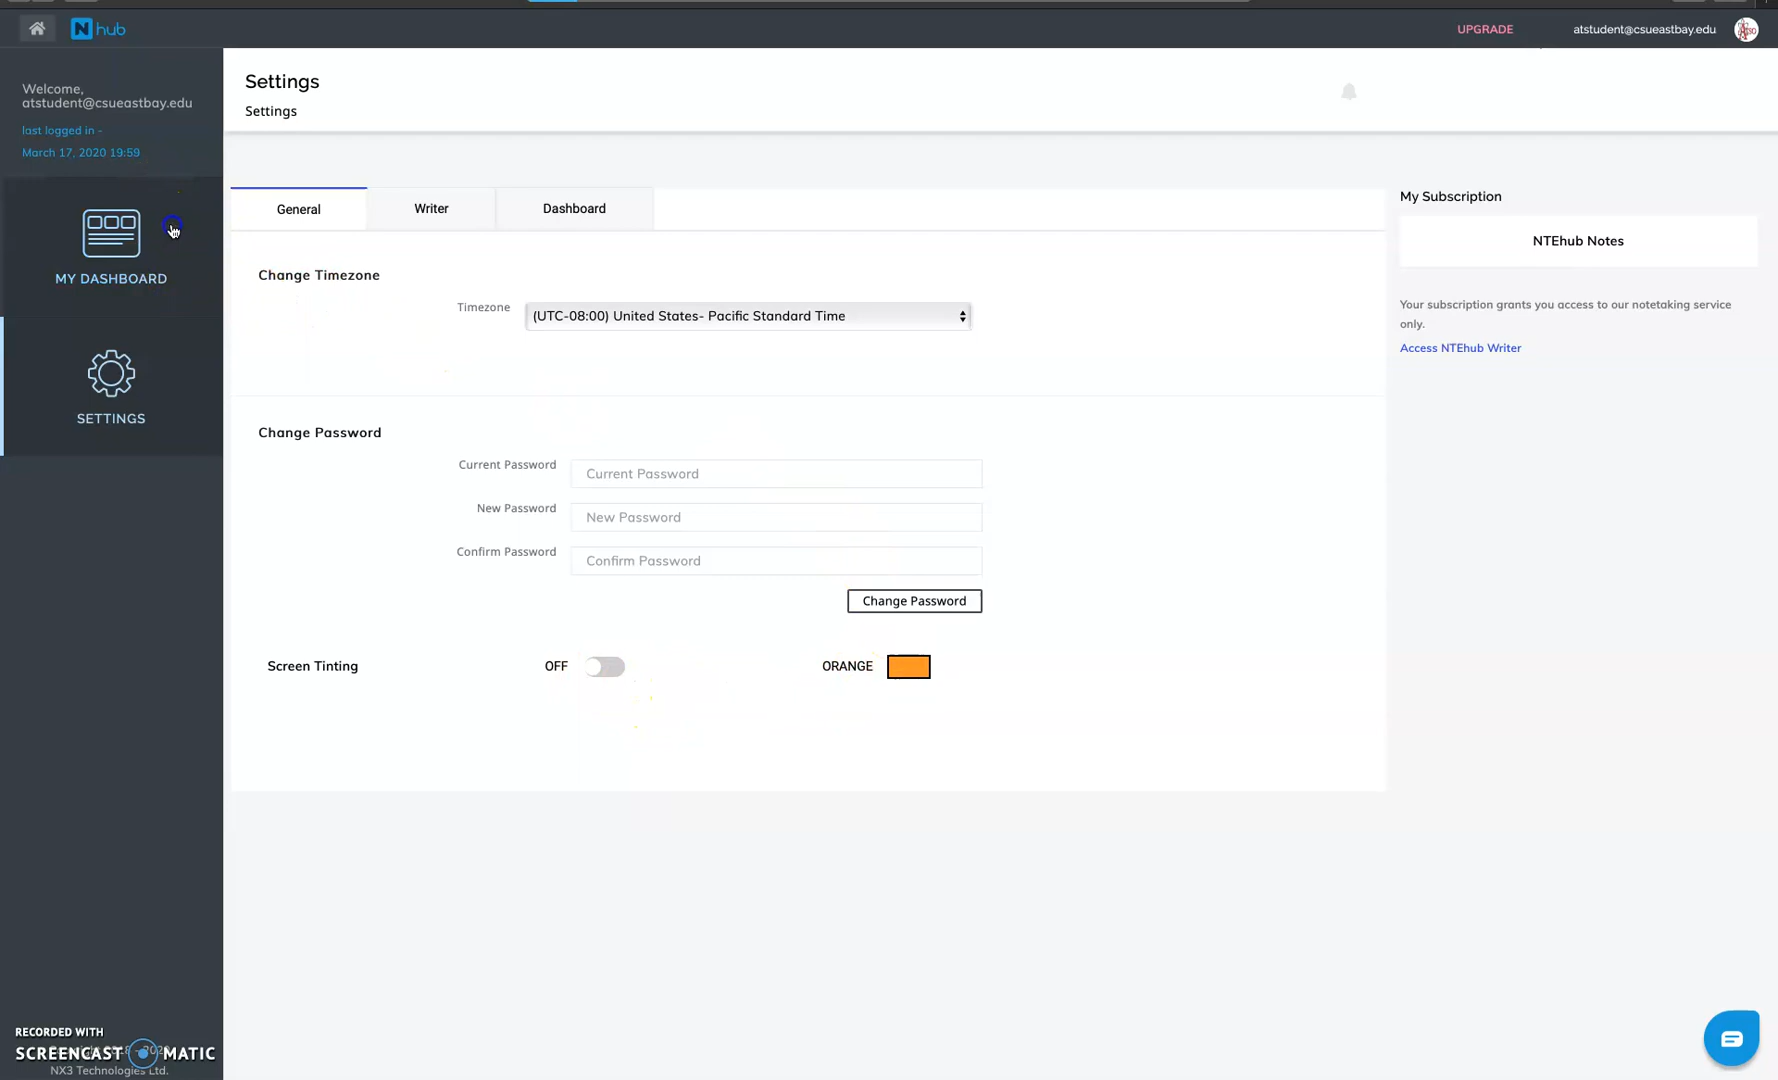 N hub
UPGRADE
atstudent@csueastbay.edu
Welcome,
atstudent@csueastbay.edu
last logged in -
March 17, 2020 19:59
MY DASHBOARD
SETTINGS
Settings
Settings
General
Writer
Dashboard
Change Timezone
Timezone
(UTC-08:00) United States- Pacific Standard Time
Change Password
Current Password
Current Password
New Password
New Password
Confirm Password
Confirm Password
Change Password
Screen Tinting
OFF
ORANGE
My Subscription
NTEhub Notes
Your subscription grants you access to our notetaking service
only.
Access NTEhub Writer
RECORDED WITH
SCREENCAST MATIC
NX3 Technologies Ltd.